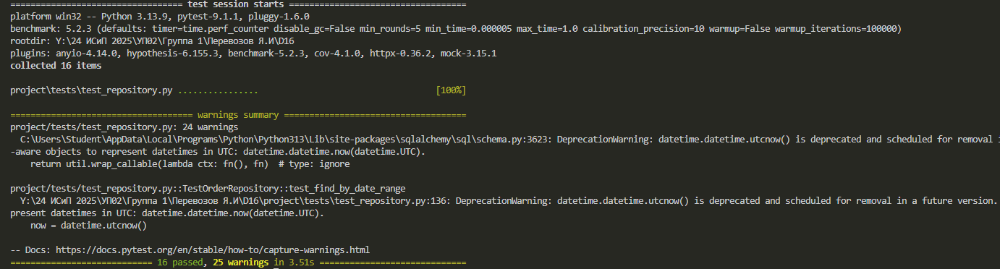 ================================== test session starts ===================================
platform win32 -- Python 3.13.9, pytest-9.1.1, pluggy-1.6.0
benchmark: 5.2.3 (defaults: timer=time.perf_counter disable_gc=False min_rounds=5 min_time=0.000005 max_time=1.0 calibration_precision=10 warmup=False warmup_iterations=100000)
rootdir: Y:\24 ИСиП 2025\УП02\Группа 1\Перевозов Я.И\D16
plugins: anyio-4.14.0, hypothesis-6.155.3, benchmark-5.2.3, cov-4.1.0, httpx-0.36.2, mock-3.15.1
collected 16 items
project\tests\test_repository.py ................ [100%]
==================================== warnings summary ====================================
project/tests/test_repository.py: 24 warnings
C:\Users\Student\AppData\Local\Programs\Python\Python313\Lib\site-packages\sqlalchemy\sql\schema.py:3623: DeprecationWarning: datetime.datetime.utcnow() is deprecated and scheduled for removal i
-aware objects to represent datetimes in UTC: datetime.datetime.now(datetime.UTC).
return util.wrap_callable(lambda ctx: fn(), fn)  # type: ignore
project/tests/test_repository.py::TestOrderRepository::test_find_by_date_range
Y:\24 ИСиП 2025\УП02\Группа 1\Перевозов Я.И\D16\project\tests\test_repository.py:136: DeprecationWarning: datetime.datetime.utcnow() is deprecated and scheduled for removal in a future version.
present datetimes in UTC: datetime.datetime.now(datetime.UTC).
now = datetime.utcnow()
-- Docs: https://docs.pytest.org/en/stable/how-to/capture-warnings.html
============================ 16 passed, 25 warnings in 3.51s =============================